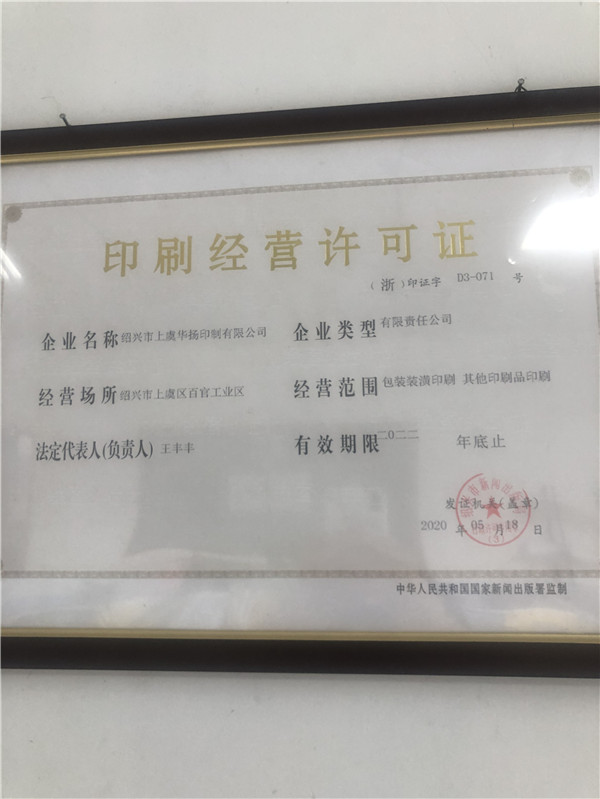 印刷经营许可证
（浙）印证字 D3-071 号
企业名称 绍兴市上虞华扬印制有限公司
企业类型 有限责任公司
经营场所 绍兴市上虞区百官工业区
经营范围 包装装潢印刷 其他印刷品印刷
法定代表人(负责人) 王丰丰
有效期限 二〇二二 年底止
发证机关(盖章)
2020 年 05 月 18 日
中华人民共和国国家新闻出版署监制